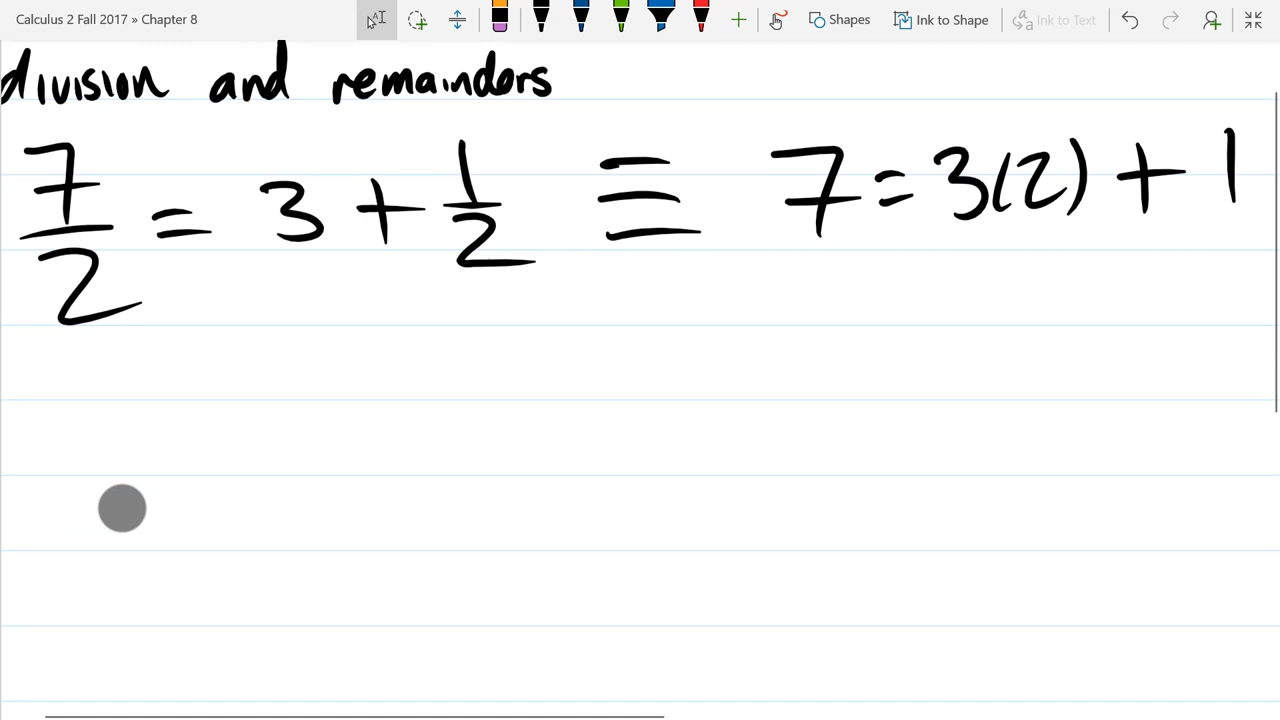 Calculus 2 Fall 2017 » Chapter 8 Shapes Ink to Shape Ink to Text
division and remainders
7/2 = 3 + 1/2 ≡ 7 = 3(2) + 1